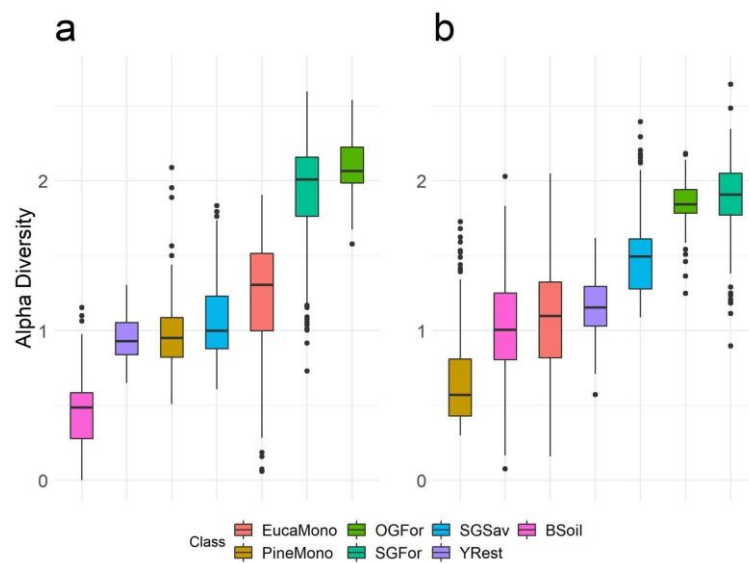 a b
Alpha Diversity
2 2
1 1
0 0
Class EucaMono OGFor SGSav BSoil
PineMono SGFor YRest